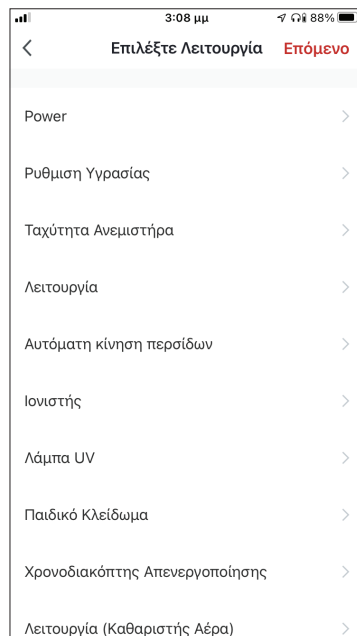 3:08 μμ 88%
Επιλέξτε Λειτουργία Επόμενο
Power
Ρυθμιση Υγρασίας
Ταχύτητα Ανεμιστήρα
Λειτουργία
Αυτόματη κίνηση περσίδων
Ιονιστής
Λάμπα UV
Παιδικό Κλείδωμα
Χρονοδιακόπτης Απενεργοποίησης
Λειτουργία (Καθαριστής Αέρα)